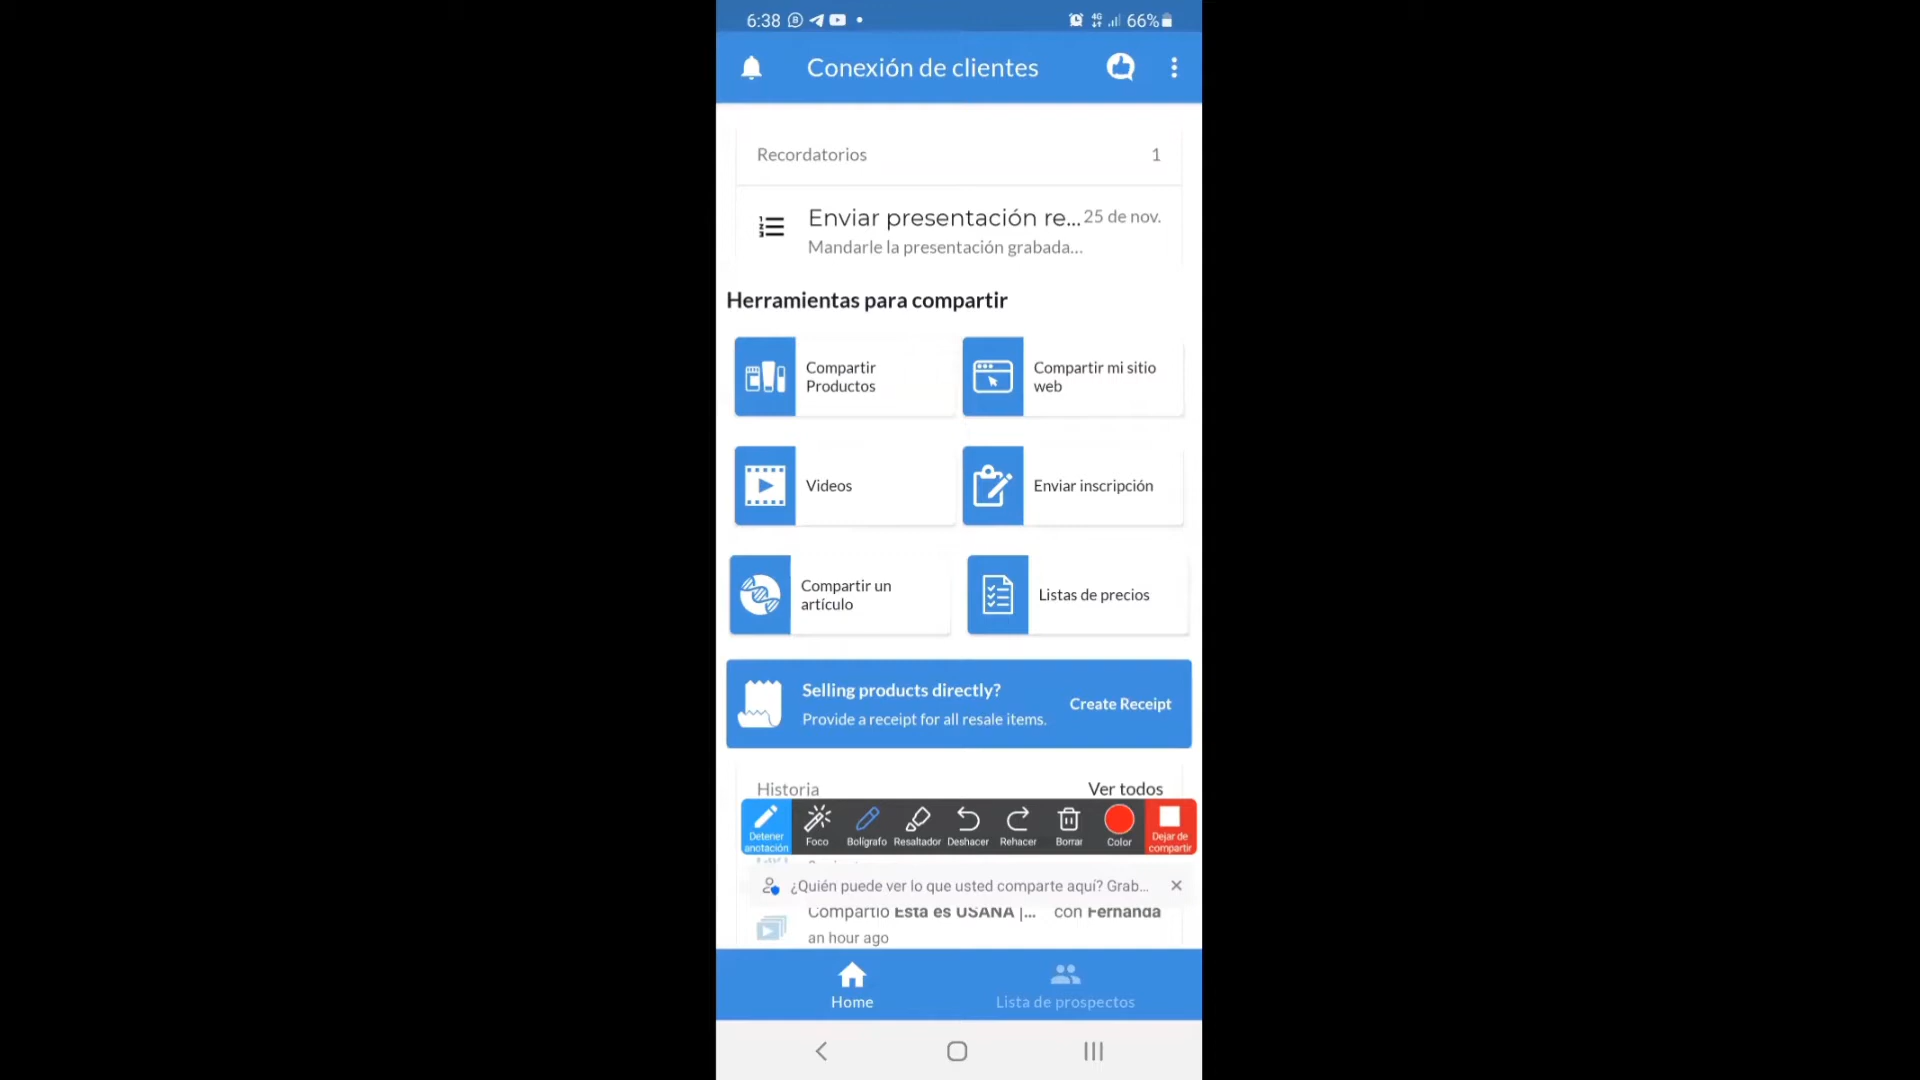 6:38 66%
Conexión de clientes
Recordatorios 1
Enviar presentación re... 25 de nov.
Mandarle la presentación grabada...
Herramientas para compartir
Compartir
Productos
Compartir mi sitio
web
Videos
Enviar inscripción
Compartir un
artículo
Listas de precios
Selling products directly?
Provide a receipt for all resale items.
Create Receipt
Historia Ver todos
Detener
anotación
Foco
Bolígrafo
Resaltador
Deshacer
Rehacer
Borrar
Color
Dejar de
compartir
¿Quién puede ver lo que usted comparte aquí? Grab...
Compartió Esta es USANA |... con Fernanda
an hour ago
Home Lista de prospectos